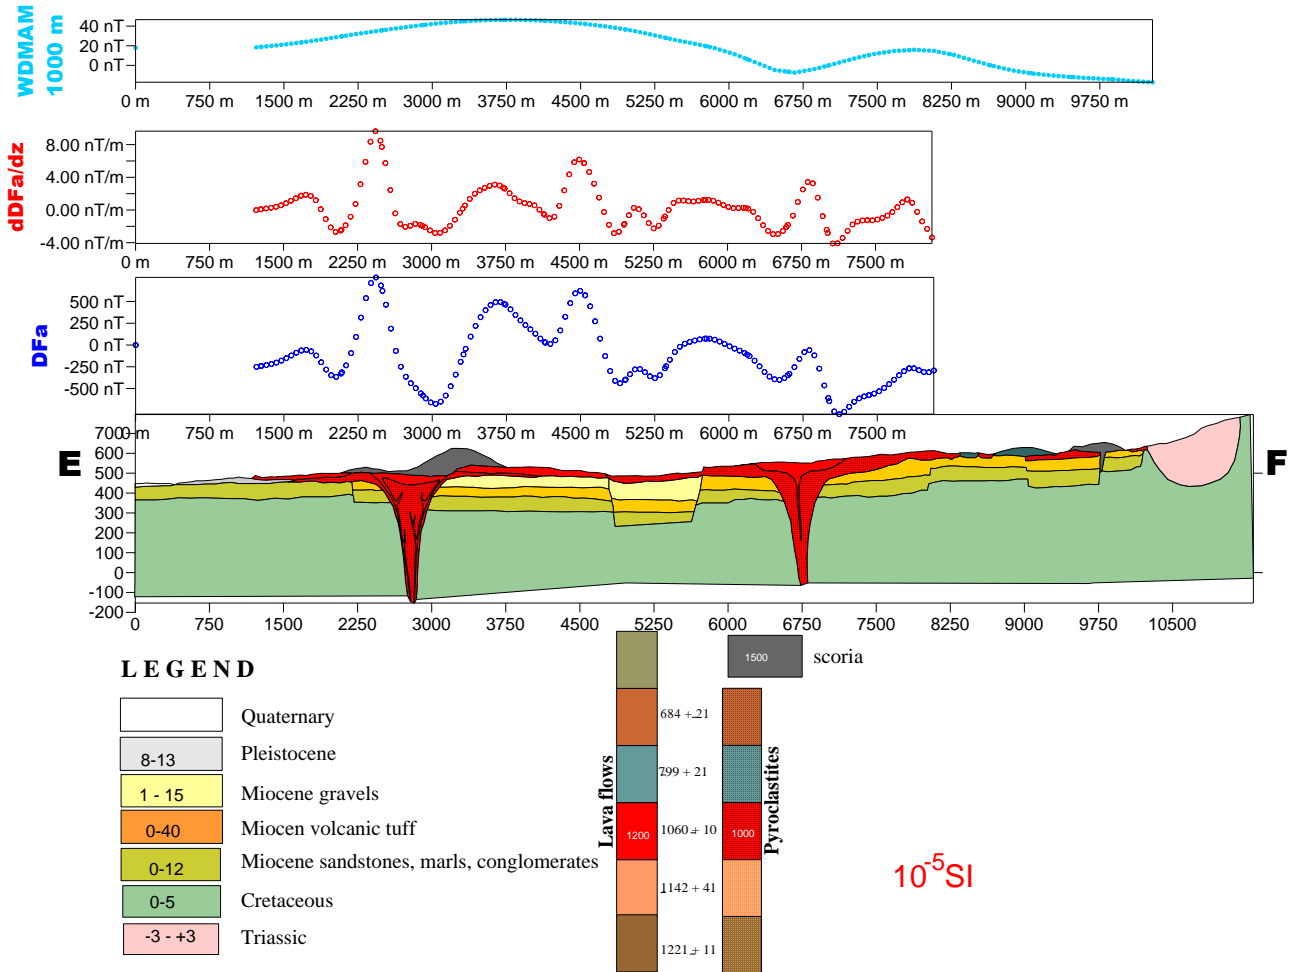 WDMAM
1000 m
40 nT
20 nT
0 nT
0 m 750 m 1500 m 2250 m 3000 m 3750 m 4500 m 5250 m 6000 m 6750 m 7500 m 8250 m 9000 m 9750 m
dDFa/dz
8.00 nT/m
4.00 nT/m
0.00 nT/m
-4.00 nT/m
0 m 750 m 1500 m 2250 m 3000 m 3750 m 4500 m 5250 m 6000 m 6750 m 7500 m
DFa
500 nT
250 nT
0 nT
-250 nT
-500 nT
0 m 750 m 1500 m 2250 m 3000 m 3750 m 4500 m 5250 m 6000 m 6750 m 7500 m
E
F
700
600
500
400
300
200
100
0
-100
-200
0 750 1500 2250 3000 3750 4500 5250 6000 6750 7500 8250 9000 9750 10500
LEGEND
Quaternary
8-13 Pleistocene
1 - 15 Miocene gravels
0-40 Miocen volcanic tuff
0-12 Miocene sandstones, marls, conglomerates
0-5 Cretaceous
-3 - +3 Triassic
1500 scoria
Lava flows
Pyroclastites
684 +_21
799 + 21
1200 1060 + 10 1000
1142 + 41
1221 + 11
10-5SI